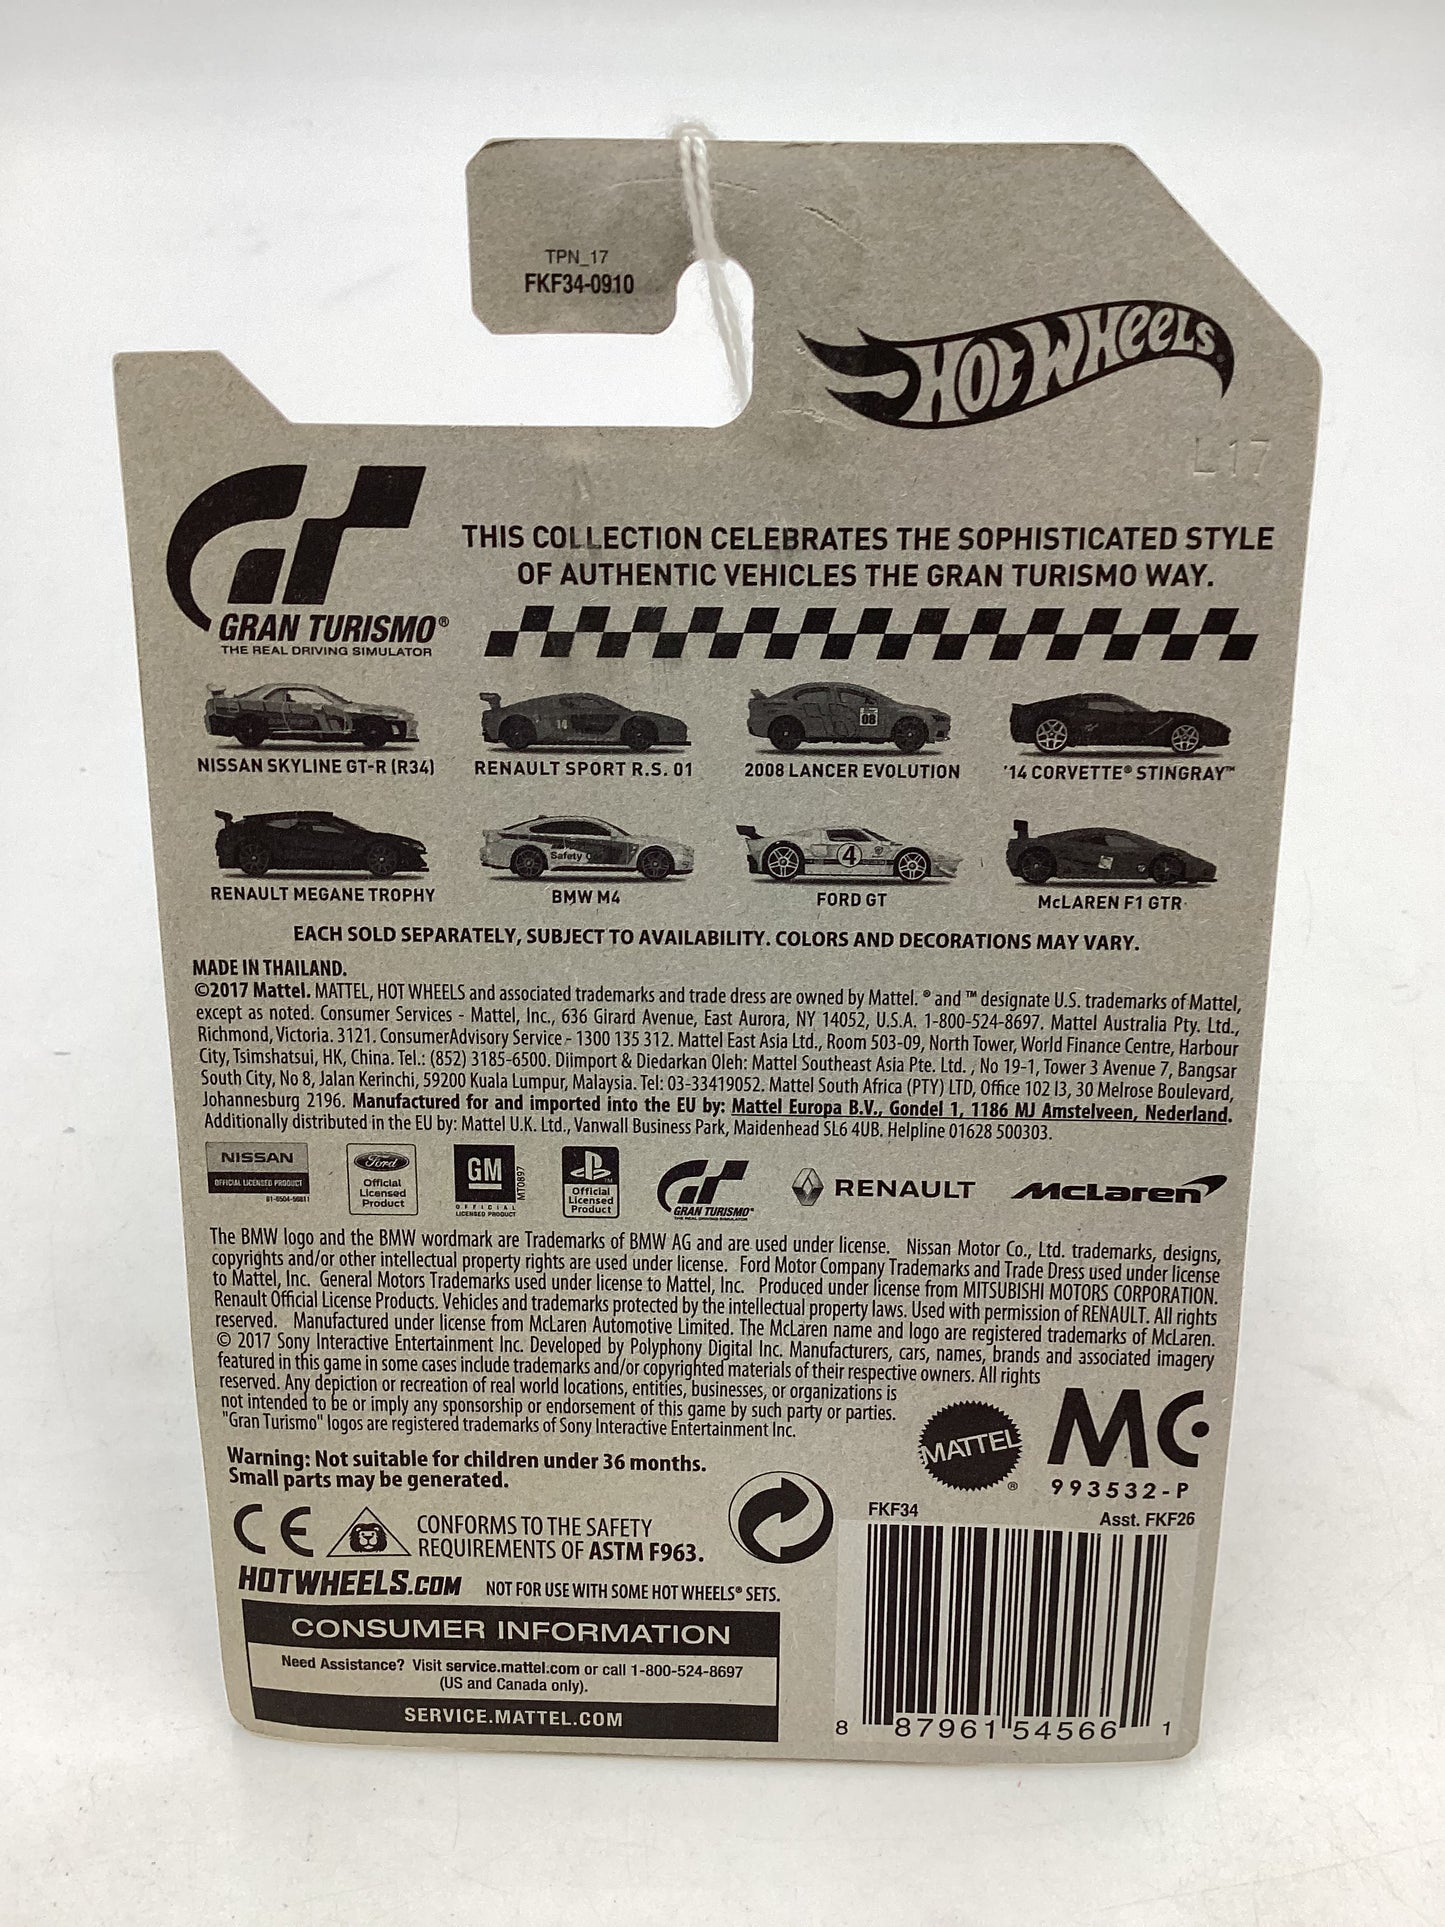 TPN_17
FKF34-0910
HOT WHEELS
L17
THIS COLLECTION CELEBRATES THE SOPHISTICATED STYLE
OF AUTHENTIC VEHICLES THE GRAN TURISMO WAY.
GRAN TURISMO®
THE REAL DRIVING SIMULATOR
NISSAN SKYLINE GT-R (R34)
RENAULT SPORT R.S. 01
2008 LANCER EVOLUTION
'14 CORVETTE® STINGRAY™
RENAULT MEGANE TROPHY
BMW M4
FORD GT
McLAREN F1 GTR
EACH SOLD SEPARATELY, SUBJECT TO AVAILABILITY. COLORS AND DECORATIONS MAY VARY.
MADE IN THAILAND.
©2017 Mattel. MATTEL, HOT WHEELS and associated trademarks and trade dress are owned by Mattel. ® and ™ designate U.S. trademarks of Mattel,
except as noted. Consumer Services - Mattel, Inc., 636 Girard Avenue, East Aurora, NY 14052, U.S.A. 1-800-524-8697. Mattel Australia Pty. Ltd.,
Richmond, Victoria. 3121. ConsumerAdvisory Service - 1300 135 312. Mattel East Asia Ltd., Room 503-09, North Tower, World Finance Centre, Harbour
City, Tsimshatsui, HK, China. Tel.: (852) 3185-6500. Diimport & Diedarkan Oleh: Mattel Southeast Asia Pte. Ltd. , No 19-1, Tower 3 Avenue 7, Bangsar
South City, No 8, Jalan Kerinchi, 59200 Kuala Lumpur, Malaysia. Tel: 03-33419052. Mattel South Africa (PTY) LTD, Office 102 I3, 30 Melrose Boulevard,
Johannesburg 2196. Manufactured for and imported into the EU by: Mattel Europa B.V., Gondel 1, 1186 MJ Amstelveen, Nederland.
Additionally distributed in the EU by: Mattel U.K. Ltd., Vanwall Business Park, Maidenhead SL6 4UB. Helpline 01628 500303.
NISSAN
OFFICIAL LICENSED PRODUCT
Ford
Official
Licensed
Product
GM
OFFICIAL
LICENSED PRODUCT
MT0897
Official
Licensed
Product
GRAN TURISMO®
THE REAL DRIVING SIMULATOR
RENAULT
McLaren
The BMW logo and the BMW wordmark are Trademarks of BMW AG and are used under license. Nissan Motor Co., Ltd. trademarks, designs,
copyrights and/or other intellectual property rights are used under license. Ford Motor Company Trademarks and Trade Dress used under license
to Mattel, Inc. General Motors Trademarks used under license to Mattel, Inc. Produced under license from MITSUBISHI MOTORS CORPORATION.
Renault Official License Products. Vehicles and trademarks protected by the intellectual property laws. Used with permission of RENAULT. All rights
reserved. Manufactured under license from McLaren Automotive Limited. The McLaren name and logo are registered trademarks of McLaren.
© 2017 Sony Interactive Entertainment Inc. Developed by Polyphony Digital Inc. Manufacturers, cars, names, brands and associated imagery
featured in this game in some cases include trademarks and/or copyrighted materials of their respective owners. All rights
reserved. Any depiction or recreation of real world locations, entities, businesses, or organizations is
not intended to be or imply any sponsorship or endorsement of this game by such party or parties.
"Gran Turismo" logos are registered trademarks of Sony Interactive Entertainment Inc.
MATTEL®
MC
993532-P
Warning: Not suitable for children under 36 months.
Small parts may be generated.
CE
CONFORMS TO THE SAFETY
REQUIREMENTS OF ASTM F963.
HOTWHEELS.COM NOT FOR USE WITH SOME HOT WHEELS® SETS.
CONSUMER INFORMATION
Need Assistance? Visit service.mattel.com or call 1-800-524-8697
(US and Canada only).
SERVICE.MATTEL.COM
FKF34
Asst. FKF26
8 87961 54566 1